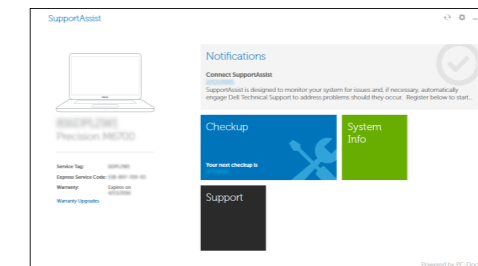 SupportAssist
Notifications
Connect SupportAssist
SupportAssist is designed to monitor your system for issues and, if necessary, automatically
engage Dell Technical Support to address problems should they occur. Register below to start...
Precision M6700
Checkup
Your next checkup is
System
Info
Service Tag:
Express Service Code:
Warranty: Expires on
Warranty Upgrades
Support
Powered by PC-Doc